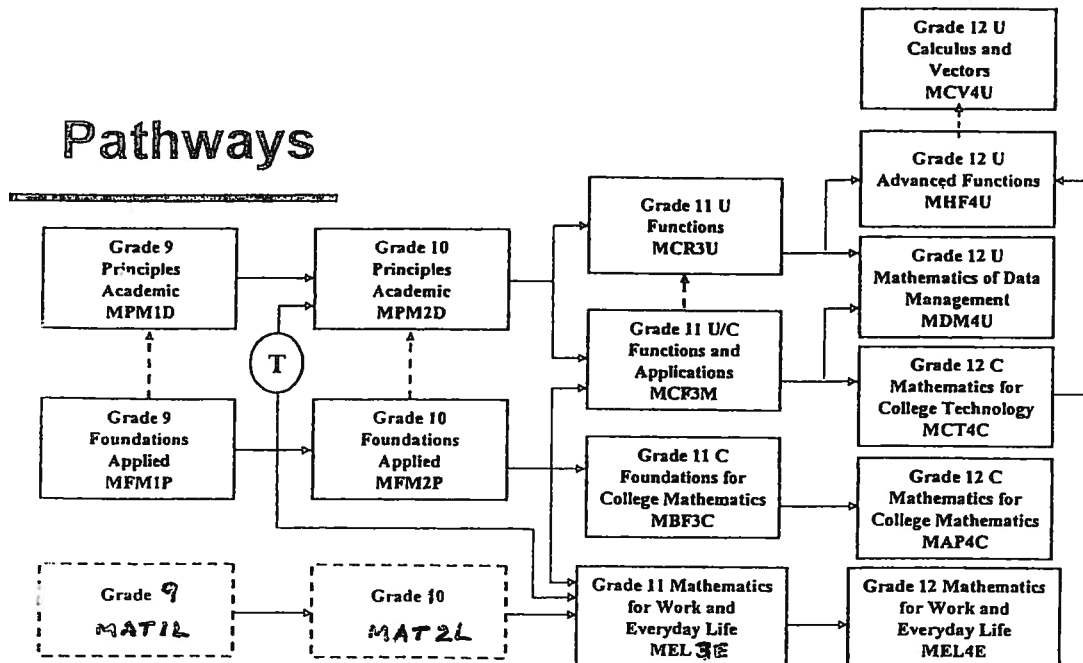 Pathways
Grade 9
Principles
Academic
MPM1D
Grade 10
Principles
Academic
MPM2D
Grade 11 U
Functions
MCR3U
Grade 12 U
Calculus and
Vectors
MCV4U
Grade 12 U
Advanced Functions
MHF4U
Grade 12 U
Mathematics of Data
Management
MDM4U
T
Grade 11 U/C
Functions and
Applications
MCF3M
Grade 12 C
Mathematics for
College Technology
MCT4C
Grade 9
Foundations
Applied
MFM1P
Grade 10
Foundations
Applied
MFM2P
Grade 11 C
Foundations for
College Mathematics
MBF3C
Grade 12 C
Mathematics for
College Mathematics
MAP4C
Grade 9
MAT1L
Grade 10
MAT2L
Grade 11 Mathematics
for Work and
Everyday Life
MEL3E
Grade 12 Mathematics
for Work and
Everyday Life
MEL4E